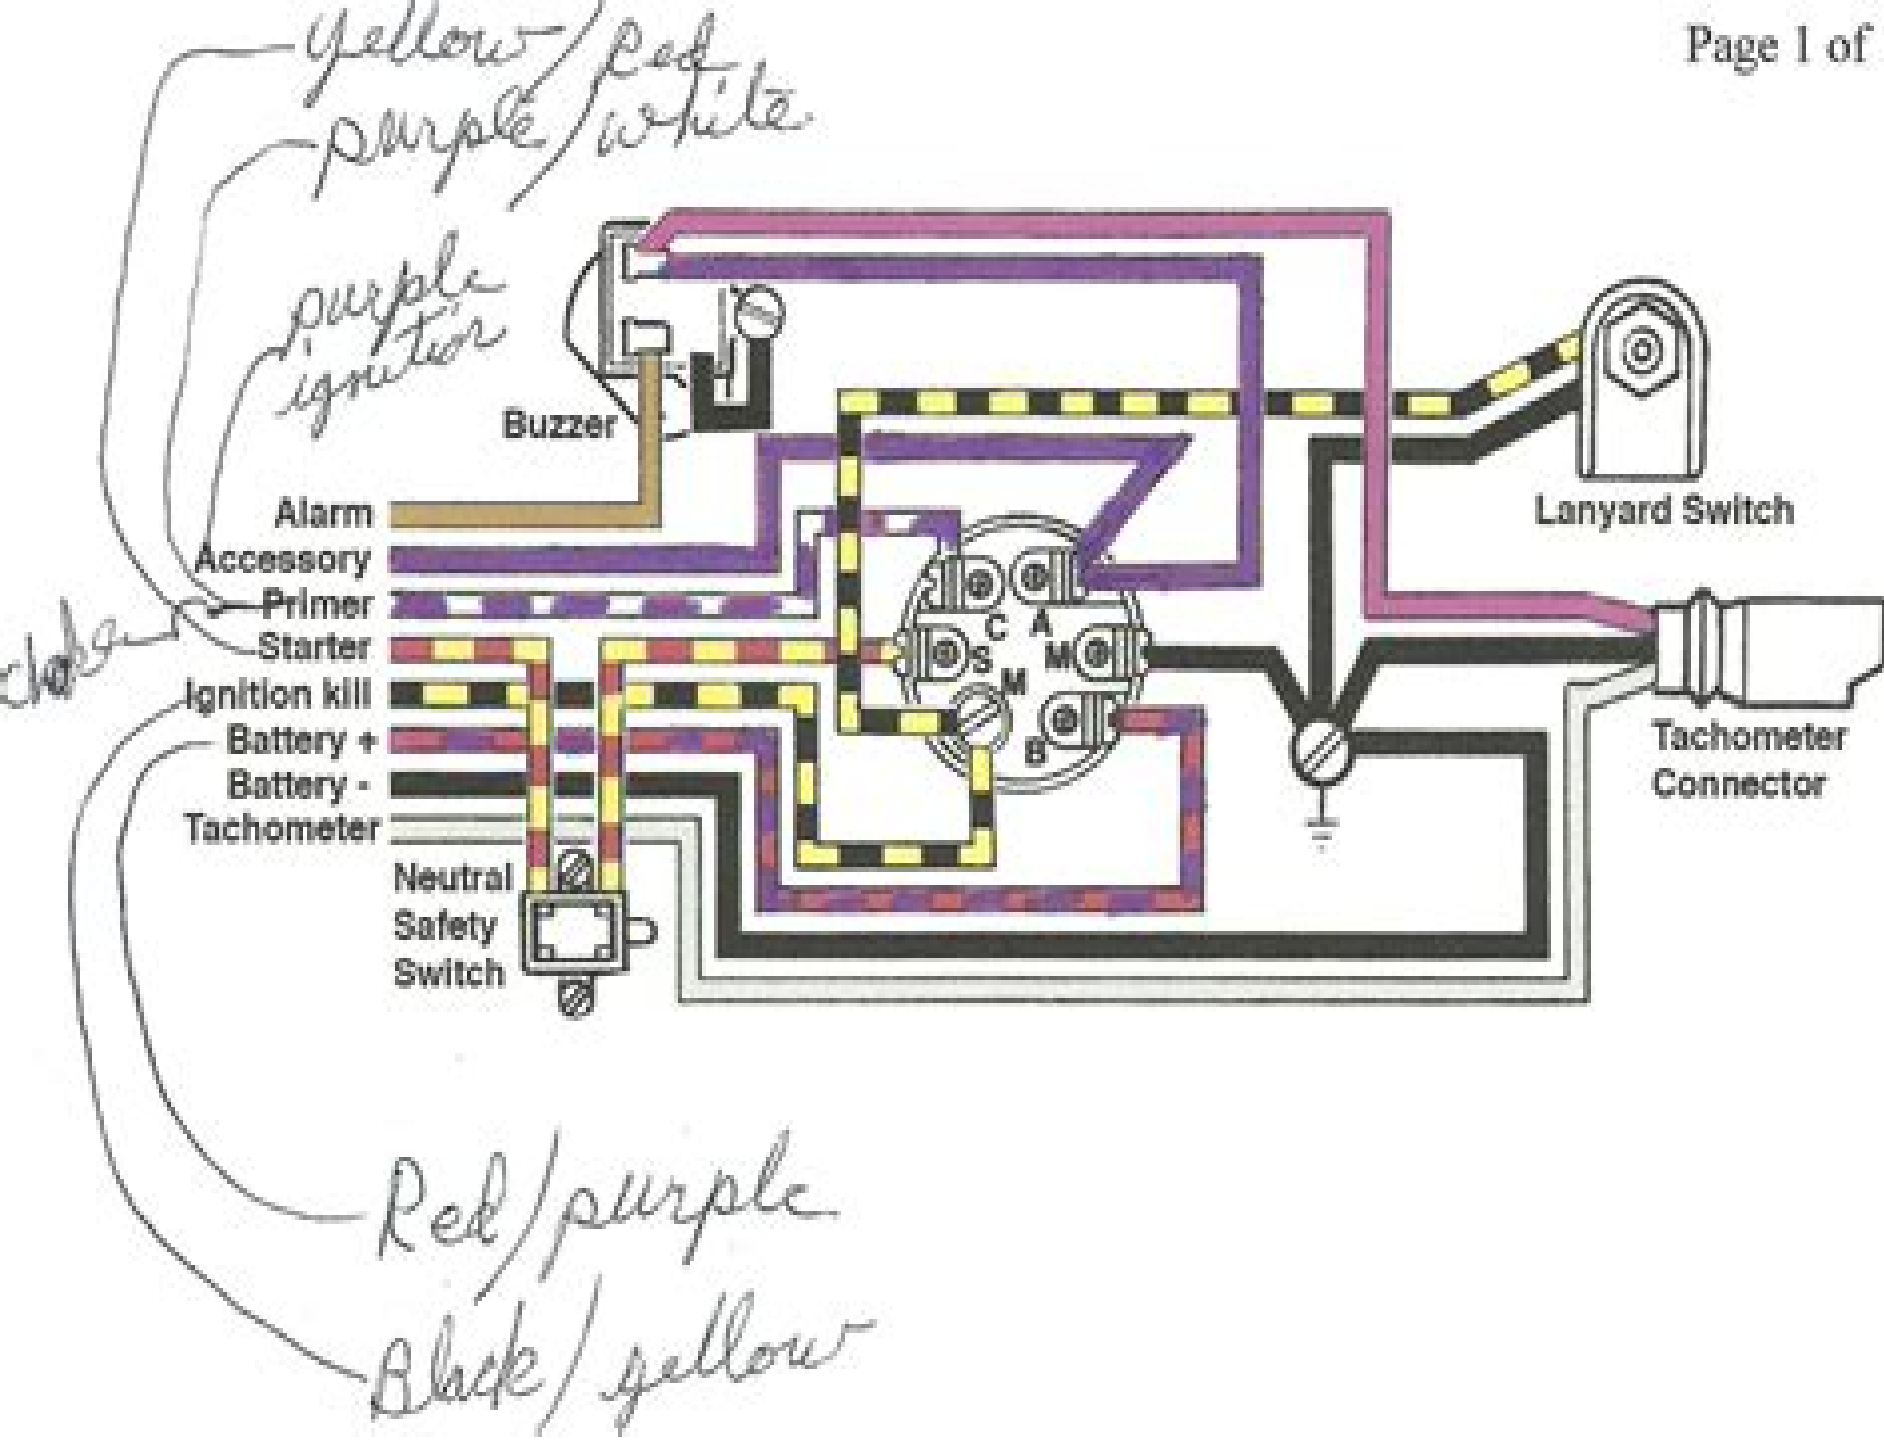 Page 1 of
yellow/Red
purple/white
purple
ignition
Buzzer
Alarm
Accessory
Primer
choke
Starter
Ignition kill
Battery +
Battery -
Tachometer
Neutral
Safety
Switch
C A
S M
M
B
Lanyard Switch
Tachometer
Connector
Red/purple
Black/yellow